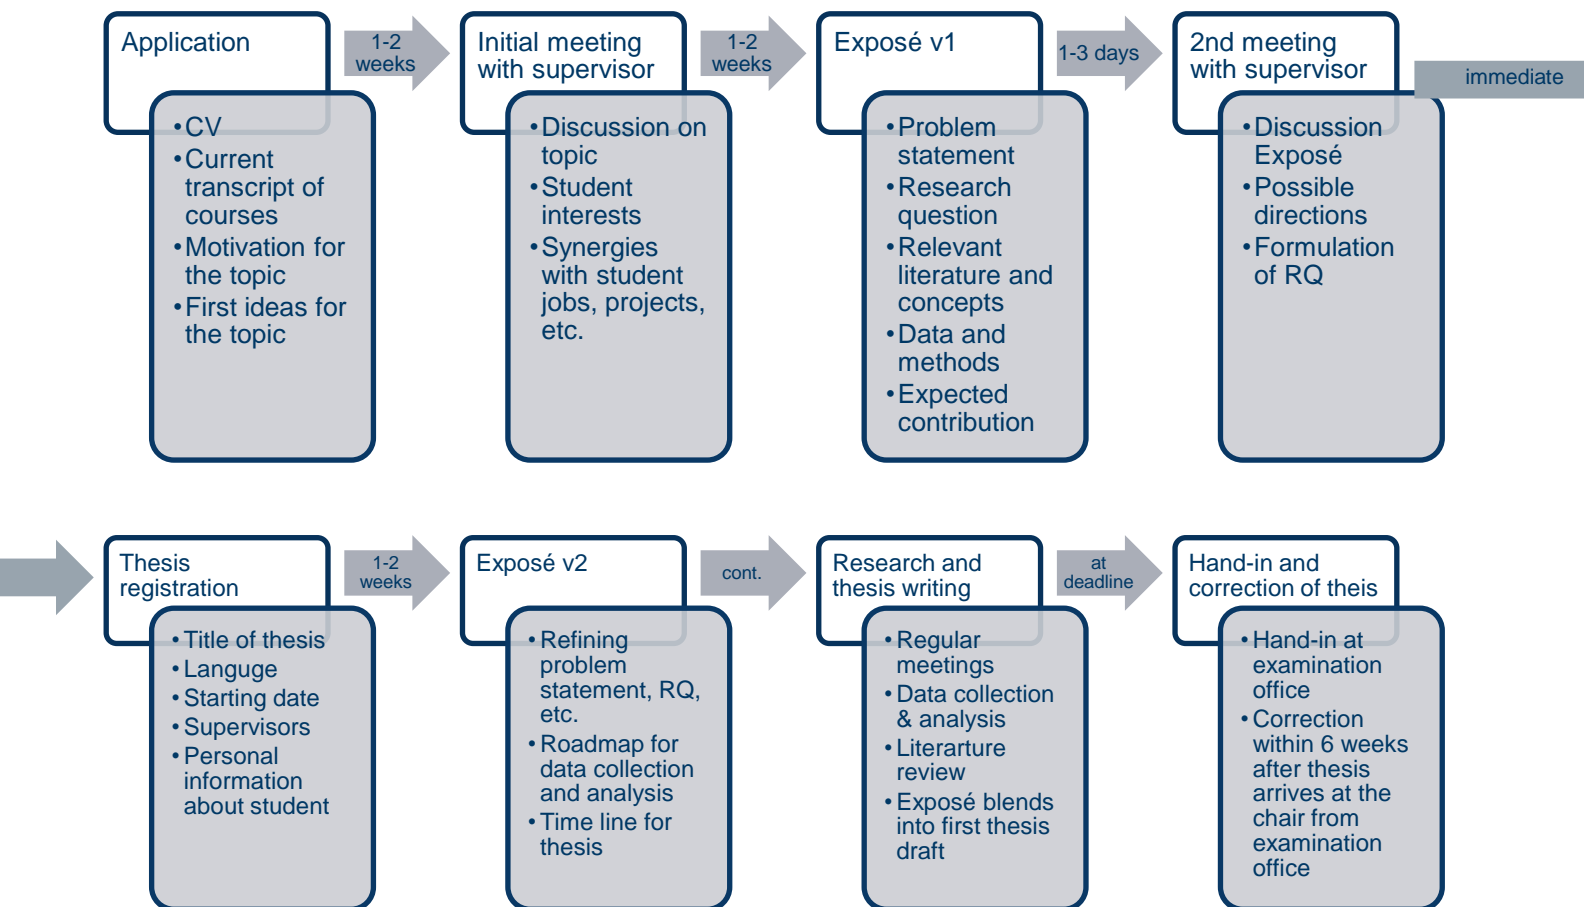 Application
1-2
weeks
Initial meeting
with supervisor
1-2
weeks
Exposé v1
1-3 days
2nd meeting
with supervisor
immediate
•CV
•Current
transcript of
courses
•Motivation for
the topic
•First ideas for
the topic
•Discussion on
topic
•Student
interests
•Synergies
with student
jobs, projects,
etc.
•Problem
statement
•Research
question
•Relevant
literature and
concepts
•Data and
methods
•Expected
contribution
•Discussion
Exposé
•Possible
directions
•Formulation
of RQ
Thesis
registration
1-2
weeks
Exposé v2
cont.
Research and
thesis writing
at
deadline
Hand-in and
correction of theis
•Title of thesis
•Languge
•Starting date
•Supervisors
•Personal
information
about student
•Refining
problem
statement, RQ,
etc.
•Roadmap for
data collection
and analysis
•Time line for
thesis
•Regular
meetings
•Data collection
& analysis
•Literarture
review
•Exposé blends
into first thesis
draft
•Hand-in at
examination
office
•Correction
within 6 weeks
after thesis
arrives at the
chair from
examination
office